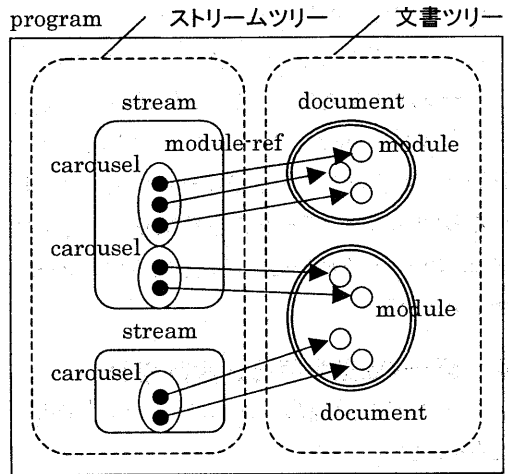 program ストリームツリー 文書ツリー
stream document
module-ref module
carousel
carousel
module
stream
carousel
document